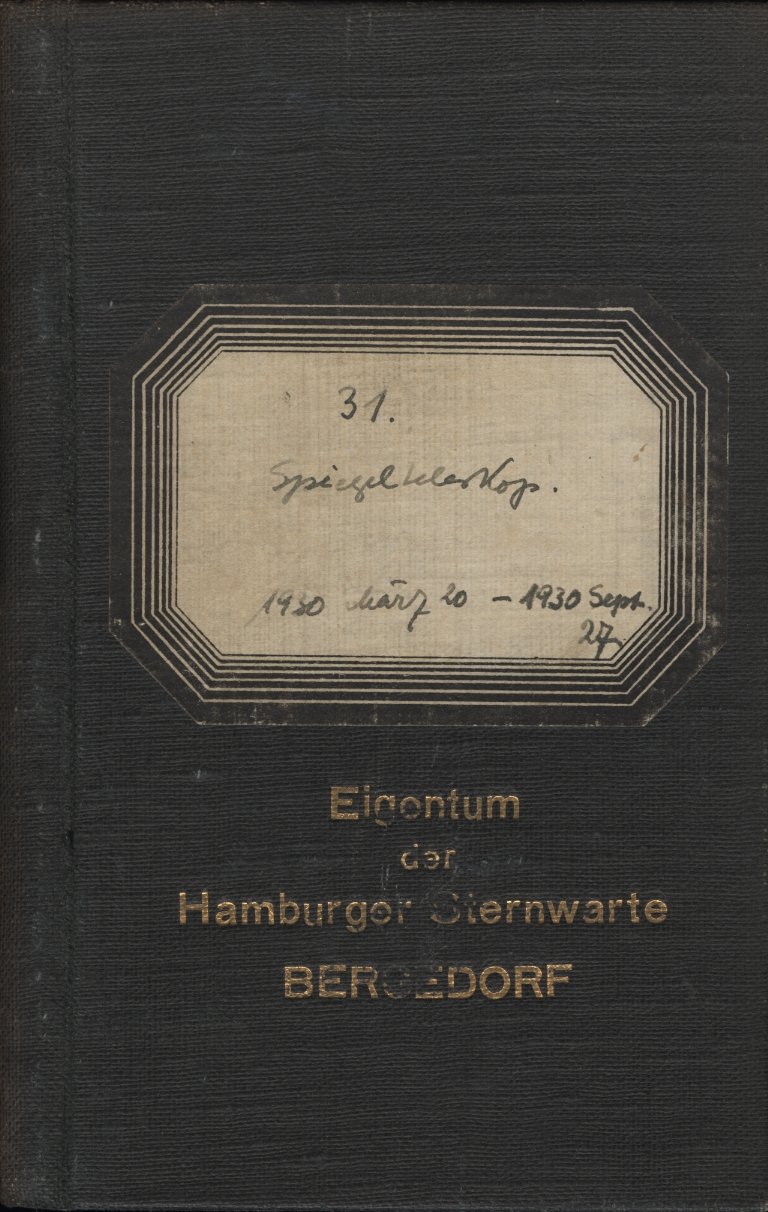 31.
Spiegelteleskop.
1930 März 20 – 1930 Sept.
27.
Eigentum
der
Hamburger Sternwarte
BERGEDORF